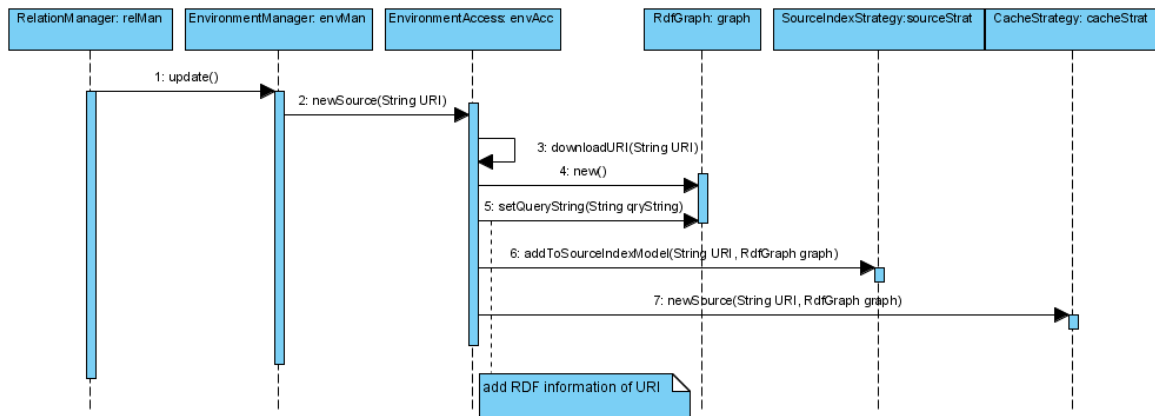 RelationManager: relMan
EnvironmentManager: envMan
EnvironmentAccess: envAcc
RdfGraph: graph
SourceIndexStrategy:sourceStrat
CacheStrategy: cacheStrat
1: update()
2: newSource(String URI)
3: downloadURI(String URI)
4: new()
5: setQueryString(String qryString)
6: addToSourceIndexModel(String URI, RdfGraph graph)
7: newSource(String URI, RdfGraph graph)
add RDF information of URI